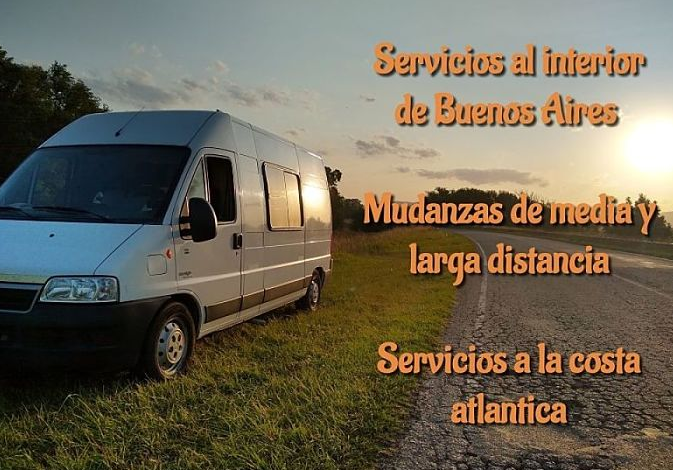 Servicios al interior
de Buenos Aires
Mudanzas de media y
larga distancia
Servicios a la costa
atlantica